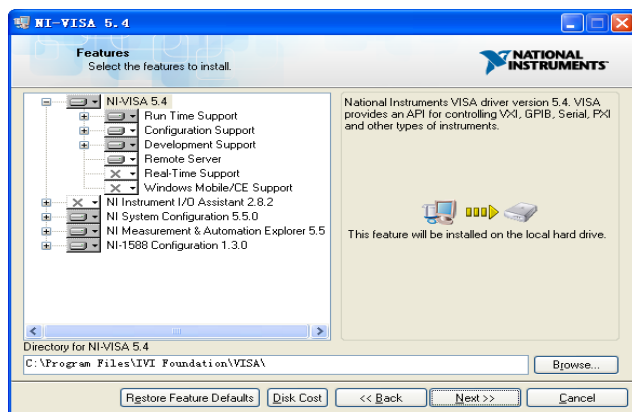 NI-VISA 5.4
Features
Select the features to install.
NATIONAL
INSTRUMENTS
NI-VISA 5.4
Run Time Support
Configuration Support
Development Support
Remote Server
Real-Time Support
Windows Mobile/CE Support
NI Instrument I/O Assistant 2.8.2
NI System Configuration 5.5.0
NI Measurement & Automation Explorer 5.5
NI-1588 Configuration 1.3.0
National Instruments VISA driver version 5.4. VISA
provides an API for controlling VXI, GPIB, Serial, PXI
and other types of instruments.
This feature will be installed on the local hard drive.
Directory for NI-VISA 5.4
C:\Program Files\IVI Foundation\VISA\
Browse...
Restore Feature Defaults
Disk Cost
<< Back
Next >>
Cancel